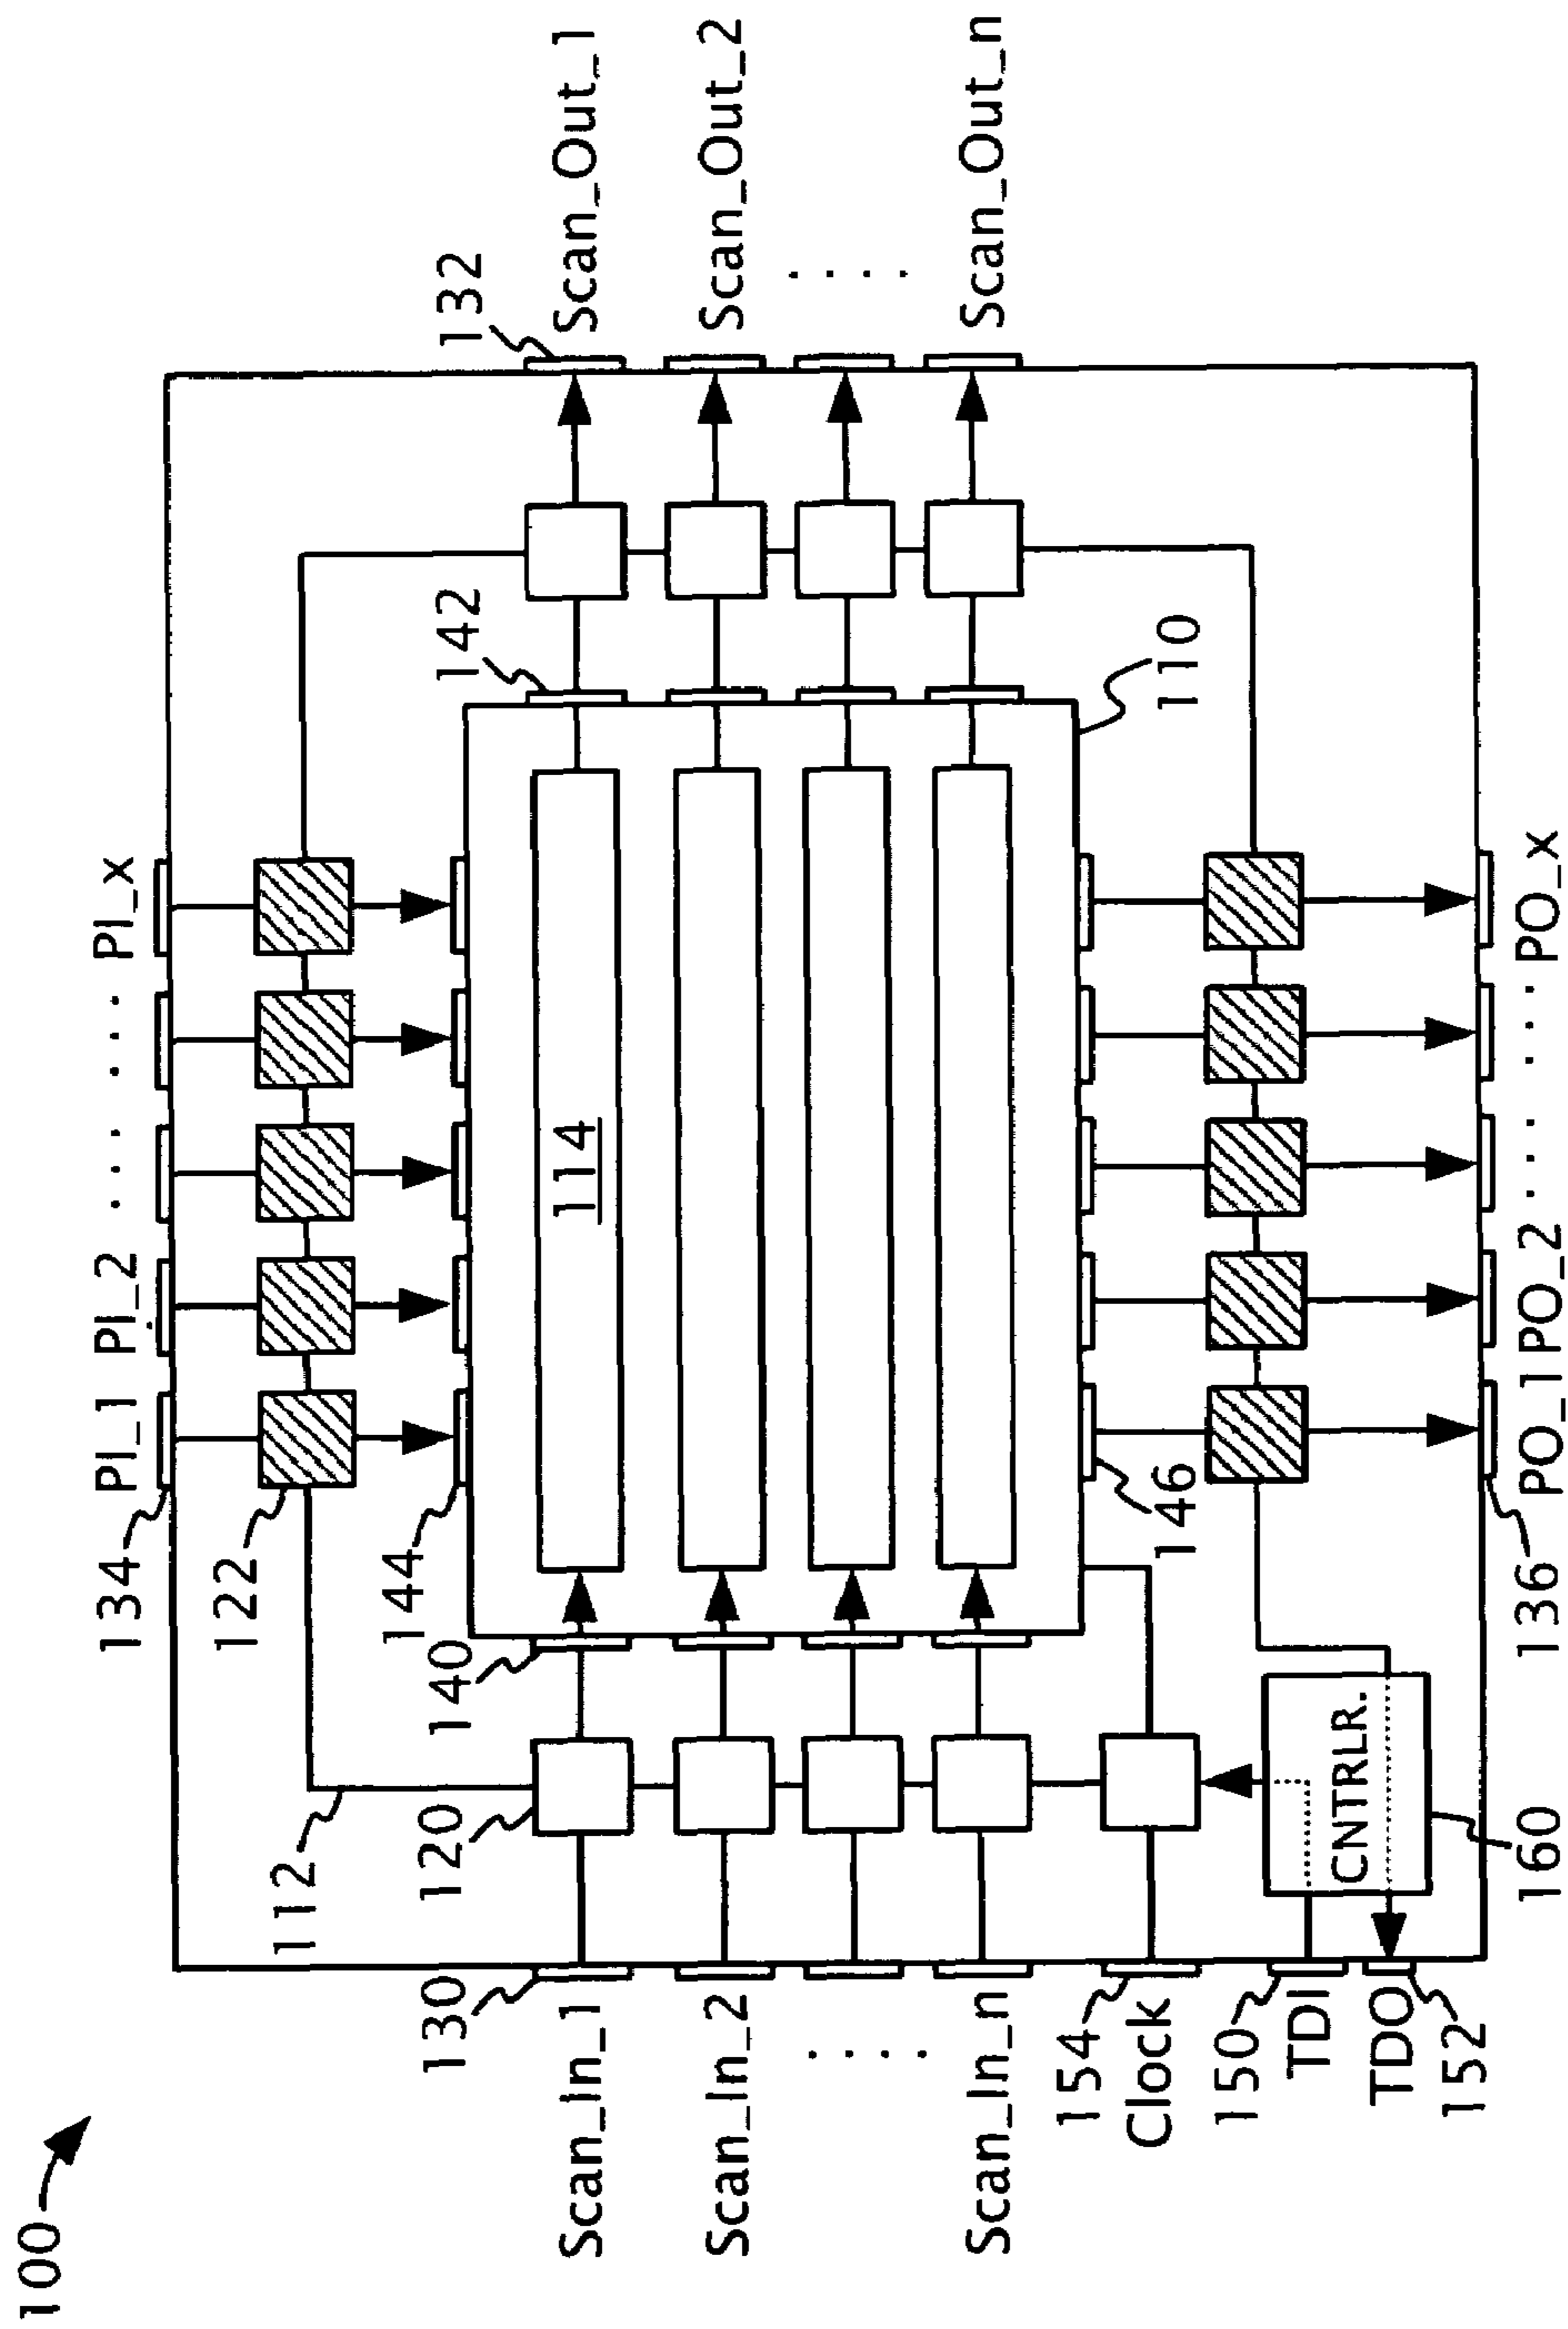 100
PI_1 PI_2 .... .... PI_x
134
122
144
112
130
Scan_In_1
120
140
114
142
132
Scan_Out_1
Scan_In_2
Scan_Out_2
....
....
Scan_In_n
Scan_Out_n
110
154
Clock
146
150
TDI
CNTRLR.
TDO
152
160
136
PO_1 PO_2 .... .... PO_x